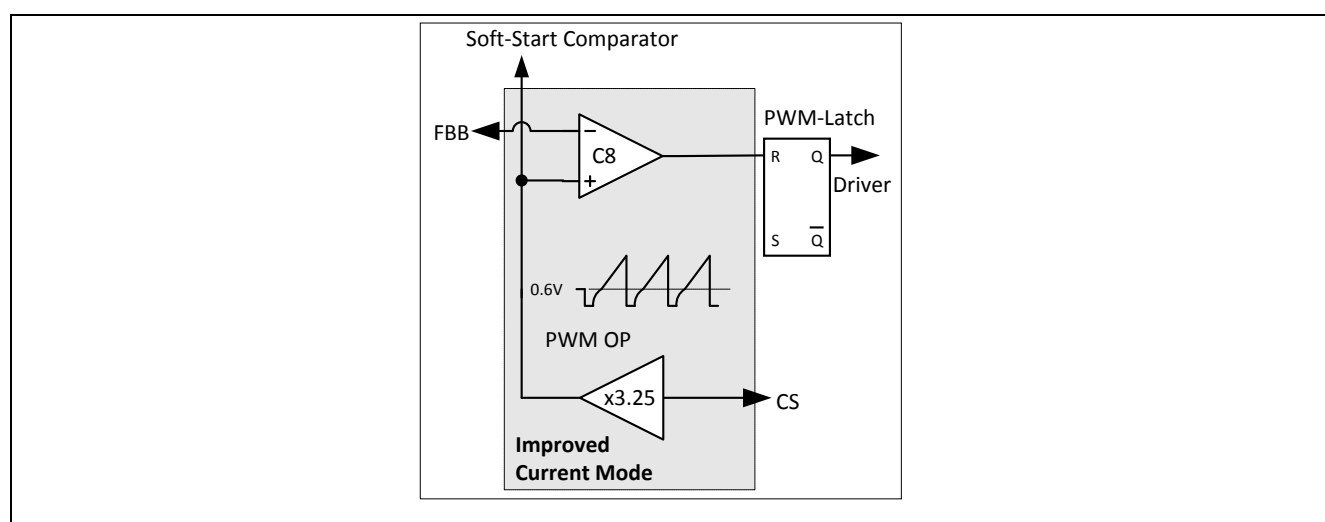 Soft-Start Comparator
FBB
PWM-Latch
−
C8
+
R Q
Driver
S Q̅
0.6V
PWM OP
x3.25
CS
Improved
Current Mode